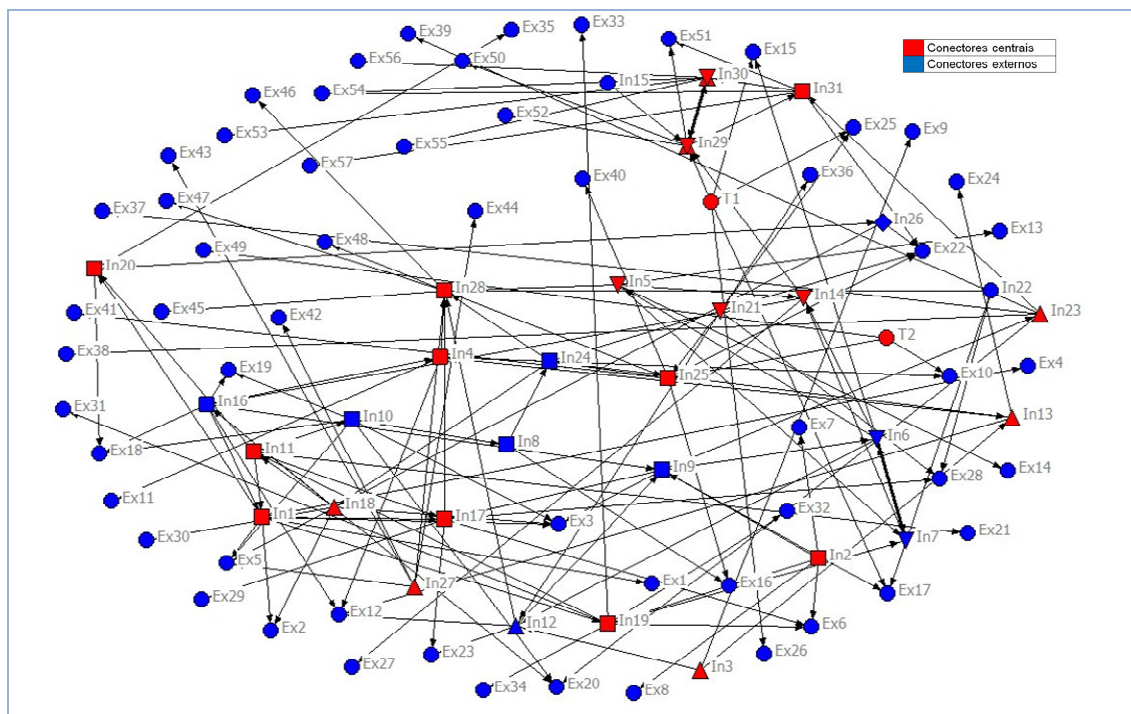 Ex33
Ex35
Ex39
Ex51
Ex15
Conectores centrais
Conectores externos
Ex56
Ex50
In30
In15
In31
Ex54
Ex46
Ex52
Ex25
Ex9
Ex53
In29
Ex55
Ex43
Ex57
Ex36
Ex40
Ex24
Ex47
T1
Ex37
Ex44
In26
Ex13
Ex48
Ex49
Ex22
In20
In5
In28
In14
In22
Ex41
Ex45
In21
In23
Ex42
T2
Ex38
In4
In24
Ex4
Ex19
In25
Ex10
In16
Ex31
In10
In13
Ex7
In6
In8
Ex18
In11
In9
Ex14
Ex28
Ex11
In18
Ex32
In1
In17
Ex3
Ex21
Ex30
In7
In2
Ex5
Ex1
Ex16
In27
Ex17
Ex29
Ex12
In12
In19
Ex6
Ex2
Ex23
Ex26
Ex27
In3
Ex34
Ex20
Ex8